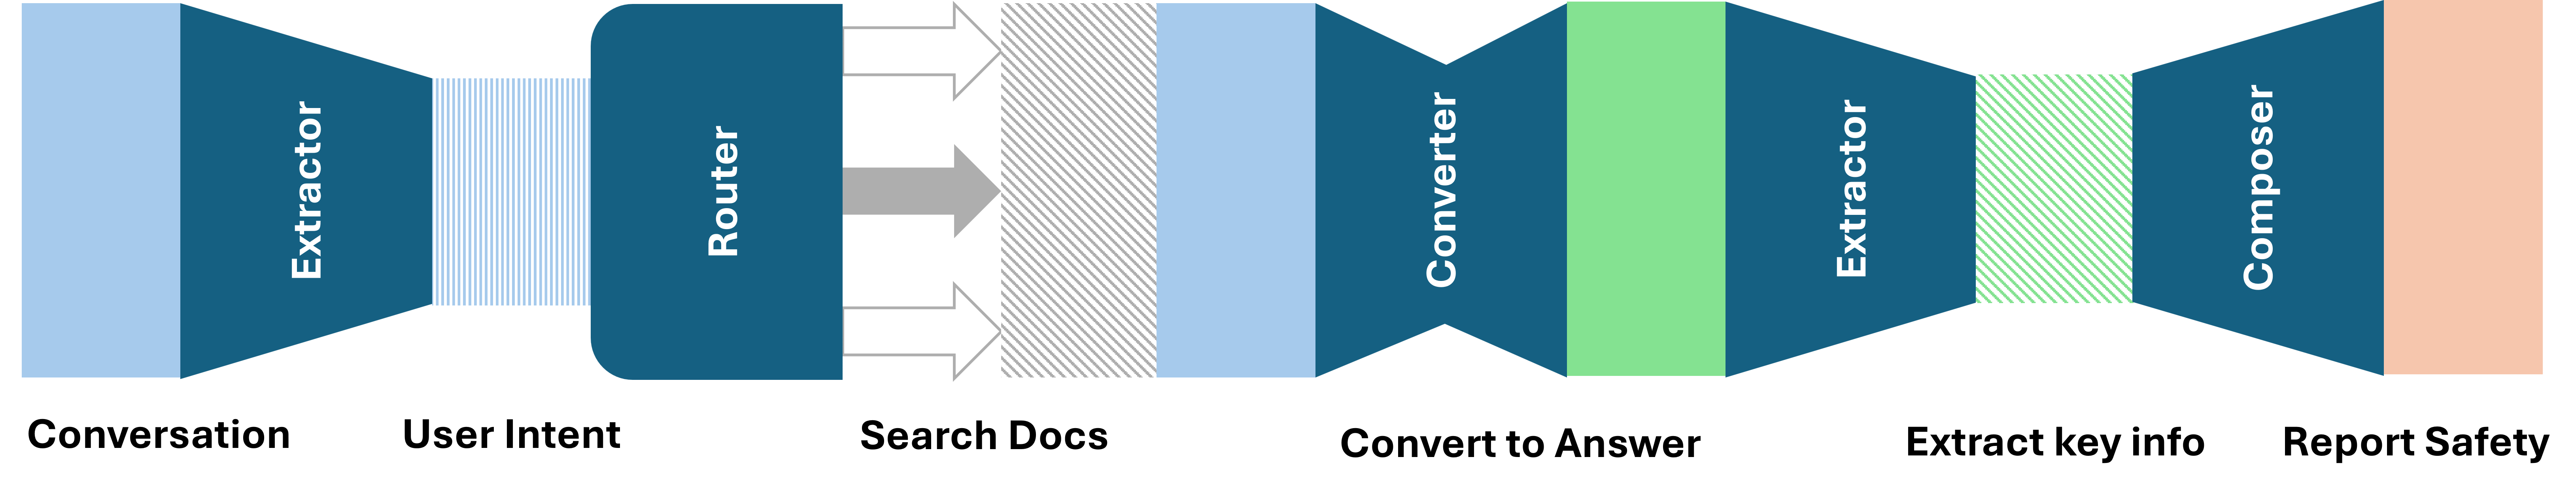 Extractor
Router
Converter
Extractor
Composer
Conversation
User Intent
Search Docs
Convert to Answer
Extract key info
Report Safety